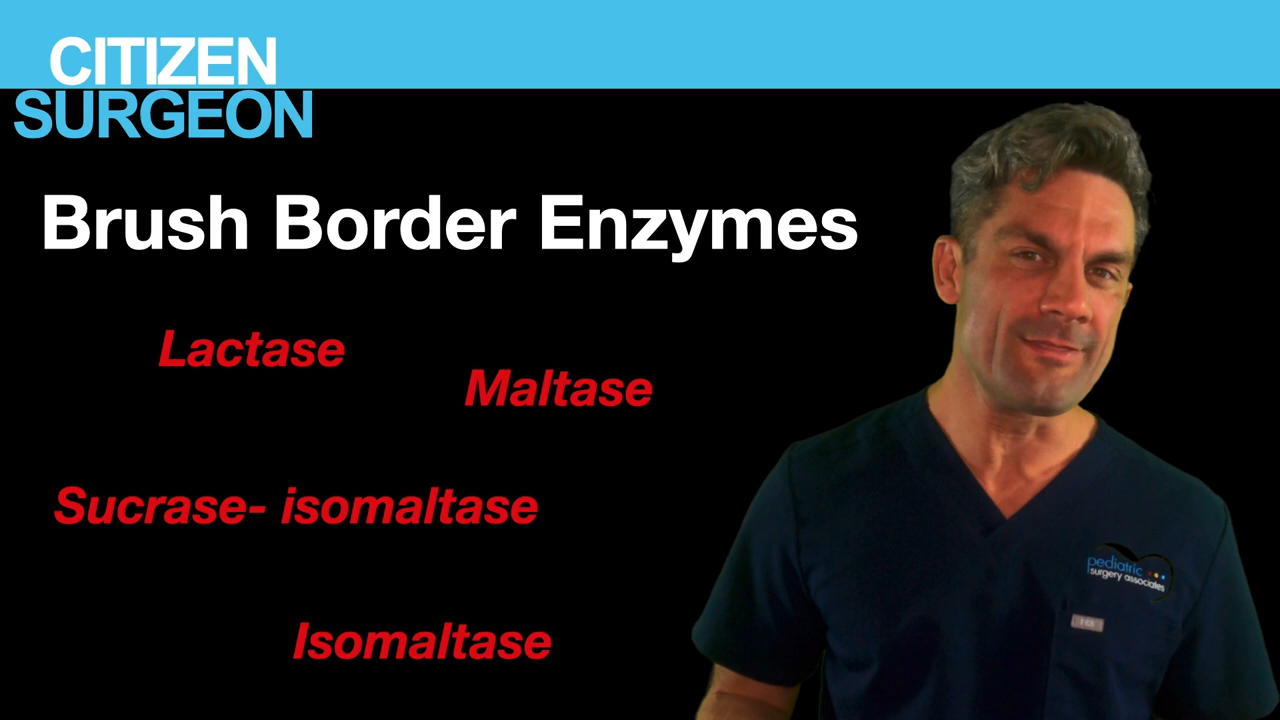 CITIZEN
SURGEON
Brush Border Enzymes
Lactase
Maltase
Sucrase- isomaltase
pediatric
surgery associates
Isomaltase